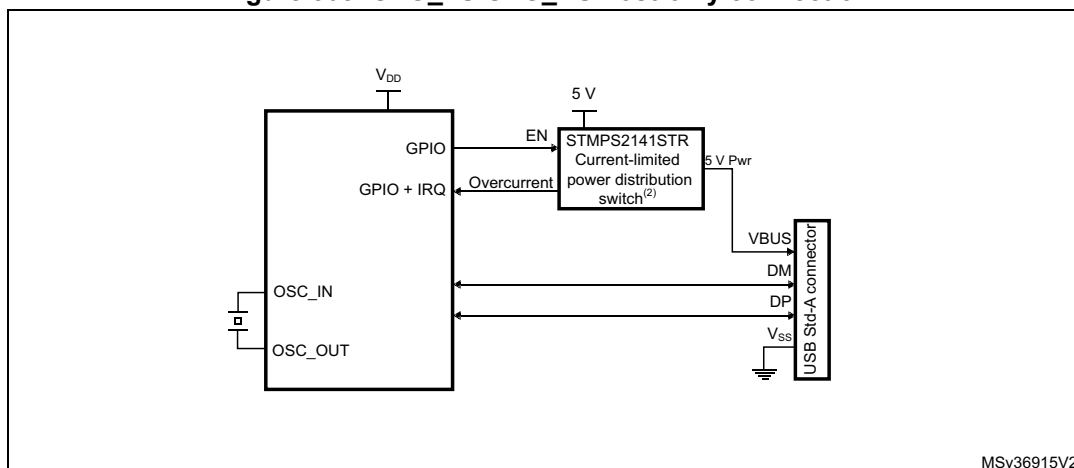 V_DD
5 V
GPIO
EN
STMPS2141STR
Current-limited
power distribution
switch(2)
5 V Pwr
GPIO + IRQ
Overcurrent
VBUS
DM
DP
V_SS
USB Std-A connector
OSC_IN
OSC_OUT
MSv36915V2